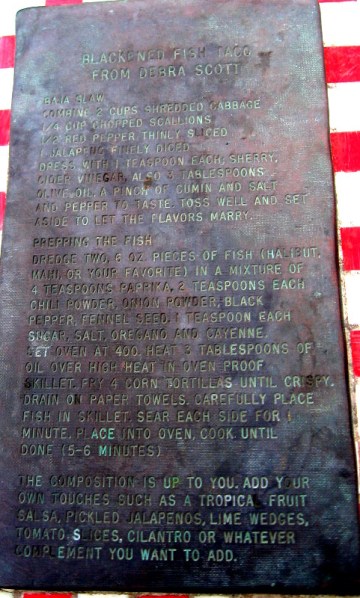 BLACKENED FISH TACO
FROM DEBRA SCOTT
BAJA SLAW
COMBINE 2 CUPS SHREDDED CABBAGE
1/4 CUP CHOPPED SCALLIONS
1/2 RED PEPPER THINLY SLICED
1 JALAPENO FINELY DICED
DRESS WITH 1 TEASPOON EACH, SHERRY,
CIDER VINEGAR, ALSO 3 TABLESPOONS
OLIVE OIL, A PINCH OF CUMIN AND SALT
AND PEPPER TO TASTE. TOSS WELL AND SET
ASIDE TO LET THE FLAVORS MARRY.
PREPPING THE FISH
DREDGE TWO, 6 OZ. PIECES OF FISH (HALIBUT,
MAHI, OR YOUR FAVORITE) IN A MIXTURE OF
4 TEASPOONS PAPRIKA, 2 TEASPOONS EACH
CHILI POWDER, ONION POWDER, BLACK
PEPPER, FENNEL SEED, 1 TEASPOON EACH
SUGAR, SALT, OREGANO AND CAYENNE.
SET OVEN AT 400. HEAT 3 TABLESPOONS OF
OIL OVER HIGH HEAT IN OVEN PROOF
SKILLET. FRY 4 CORN TORTILLAS UNTIL CRISPY.
DRAIN ON PAPER TOWELS. CAREFULLY PLACE
FISH IN SKILLET. SEAR EACH SIDE FOR 1
MINUTE. PLACE INTO OVEN, COOK UNTIL
DONE (5-6 MINUTES)
THE COMPOSITION IS UP TO YOU. ADD YOUR
OWN TOUCHES SUCH AS A TROPICAL FRUIT
SALSA, PICKLED JALAPENOS, LIME WEDGES,
TOMATO SLICES, CILANTRO OR WHATEVER
COMPLEMENT YOU WANT TO ADD.